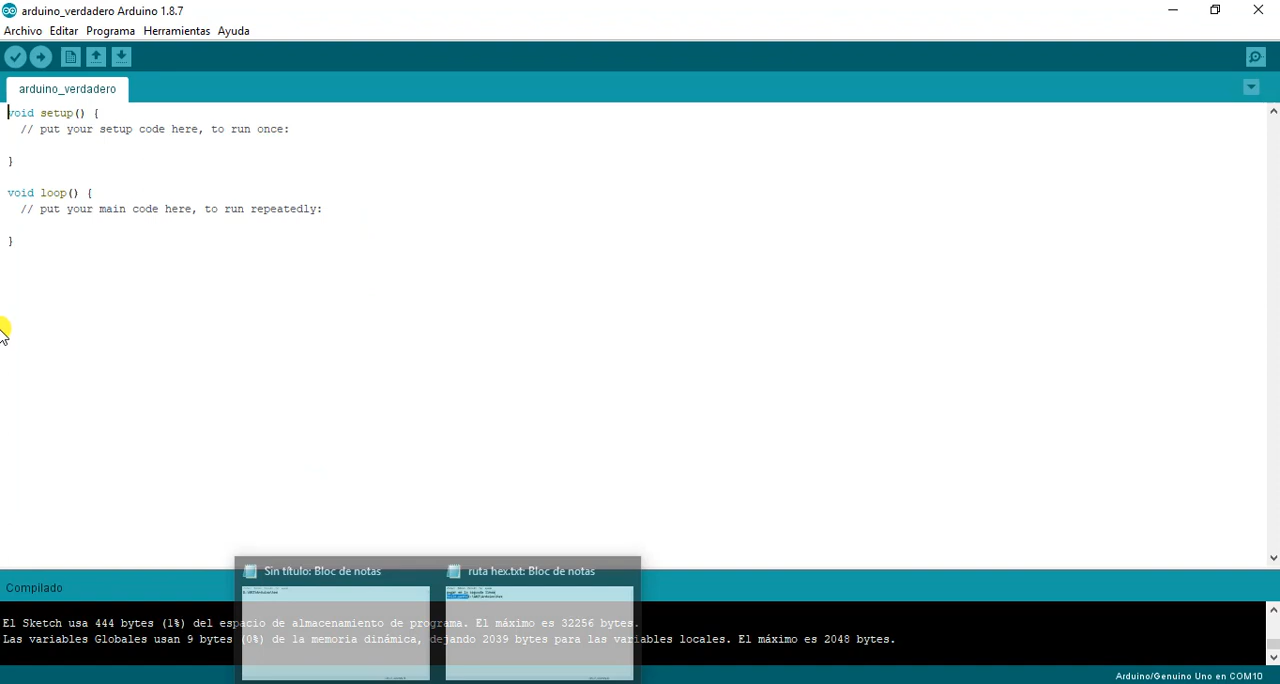 arduino_verdadero Arduino 1.8.7
Archivo Editar Programa Herramientas Ayuda
arduino_verdadero
void setup() {
// put your setup code here, to run once:
}
void loop() {
// put your main code here, to run repeatedly:
}
Sin título: Bloc de notas
ruta hex.txt: Bloc de notas
Compilado
El Sketch usa 444 bytes (1%) del espacio de almacenamiento de programa. El máximo es 32256 bytes.
Las variables Globales usan 9 bytes (0%) de la memoria dinámica, dejando 2039 bytes para las variables locales. El máximo es 2048 bytes.
Arduino/Genuino Uno en COM10